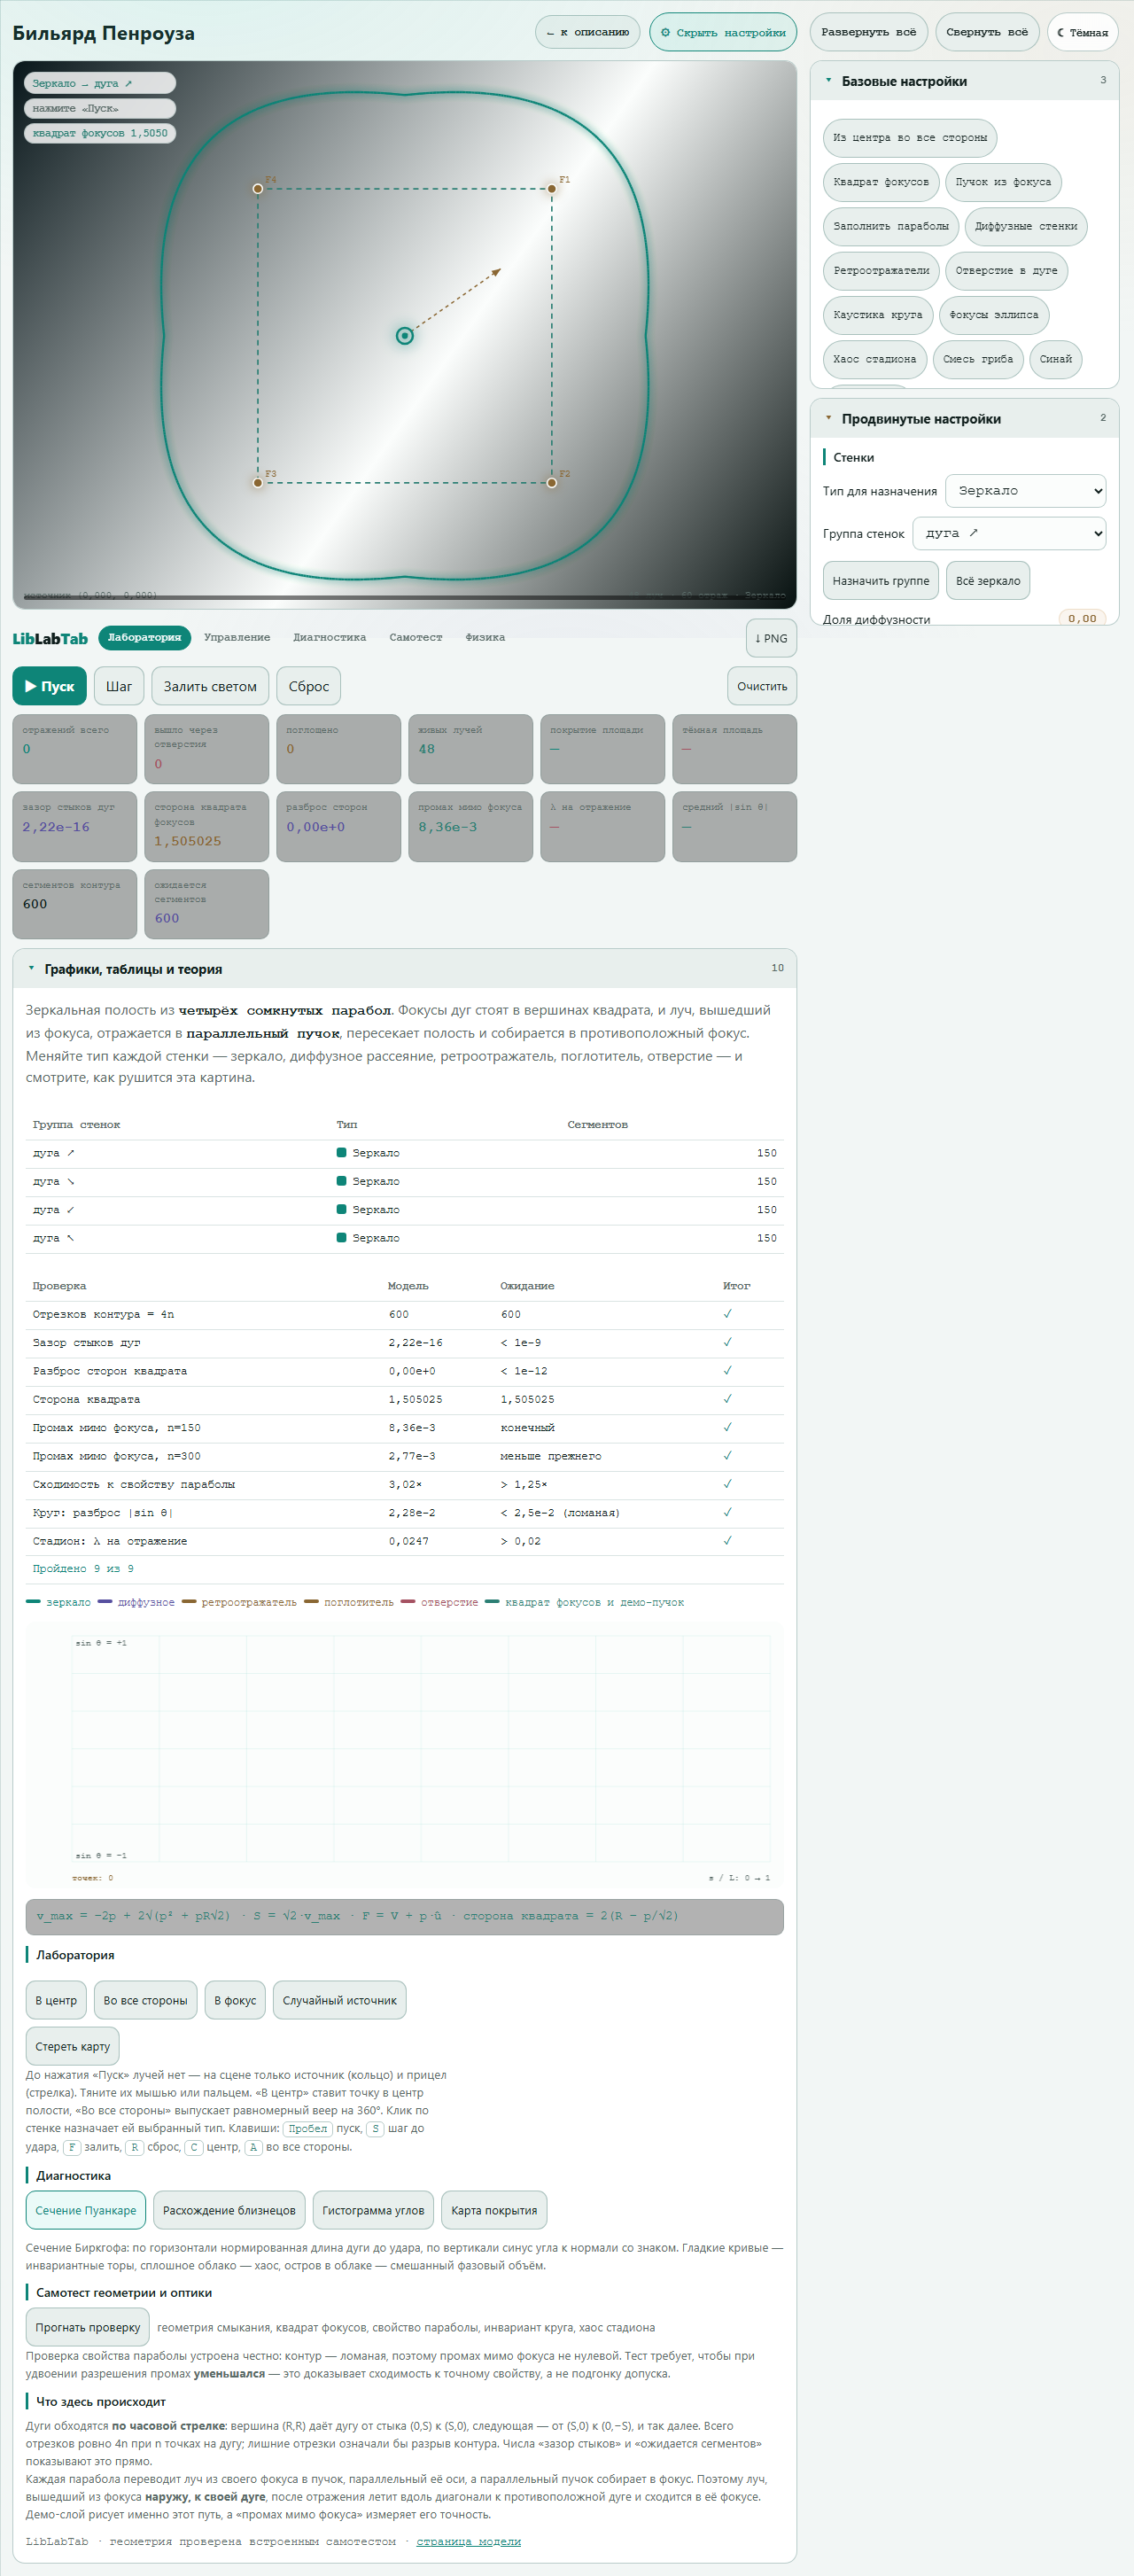 Бильярд Пенроуза
← к описанию
⚙ Скрыть настройки
Развернуть всё
Свернуть всё
☾ Тёмная
Зеркало → дуга ↗
нажмите «Пуск»
квадрат фокусов 1,5050
F4
F1
F3
F2
источник (0,000, 0,000)
Зеркало
▾ Базовые настройки 3
Из центра во все стороны
Квадрат фокусов
Пучок из фокуса
Заполнить параболы
Диффузные стенки
Ретроотражатели
Отверстие в дуге
Каустика круга
Фокусы эллипса
Хаос стадиона
Смесь гриба
Синай
▾ Продвинутые настройки 2
Стенки
Тип для назначения Зеркало
Группа стенок дуга ↗
Назначить группе
Всё зеркало
Доля диффузности 0,00
LibLabTab
Лаборатория
Управление
Диагностика
Самотест
Физика
↓ PNG
▶ Пуск
Шаг
Залить светом
Сброс
Очистить
отражений всего
0
вышло через
отверстия
0
поглощено
0
живых лучей
48
покрытие площади
—
тёмная площадь
—
зазор стыков дуг
2,22e-16
сторона квадрата
фокусов
1,505025
разброс сторон
0,00e+0
промах мимо фокуса
8,36e-3
λ на отражение
—
средний |sin θ|
—
сегментов контура
600
ожидается
сегментов
600
▾ Графики, таблицы и теория 10
Зеркальная полость из четырёх сомкнутых парабол. Фокусы дуг стоят в вершинах квадрата, и луч, вышедший
из фокуса, отражается в параллельный пучок, пересекает полость и собирается в противоположный фокус.
Меняйте тип каждой стенки — зеркало, диффузное рассеяние, ретроотражатель, поглотитель, отверстие — и
смотрите, как рушится эта картина.
Группа стенок Тип Сегментов
дуга ↗ Зеркало 150
дуга ↘ Зеркало 150
дуга ↙ Зеркало 150
дуга ↖ Зеркало 150
Проверка Модель Ожидание Итог
Отрезков контура = 4n 600 600 ✓
Зазор стыков дуг 2,22e-16 < 1e-9 ✓
Разброс сторон квадрата 0,00e+0 < 1e-12 ✓
Сторона квадрата 1,505025 1,505025 ✓
Промах мимо фокуса, n=150 8,36e-3 конечный ✓
Промах мимо фокуса, n=300 2,77e-3 меньше прежнего ✓
Сходимость к свойству параболы 3,02× > 1,25× ✓
Круг: разброс |sin θ| 2,28e-2 < 2,5e-2 (ломаная) ✓
Стадион: λ на отражение 0,0247 > 0,02 ✓
Пройдено 9 из 9
зеркало диффузное ретроотражатель поглотитель отверстие квадрат фокусов и демо-пучок
sin θ = +1
sin θ = −1
точек: 0
s / L: 0 → 1
v_max = −2p + 2√(p² + pR√2) · S = √2·v_max · F = V + p·û · сторона квадрата = 2(R − p/√2)
Лаборатория
В центр
Во все стороны
В фокус
Случайный источник
Стереть карту
До нажатия «Пуск» лучей нет — на сцене только источник (кольцо) и прицел
(стрелка). Тяните их мышью или пальцем. «В центр» ставит точку в центр
полости, «Во все стороны» выпускает равномерный веер на 360°. Клик по
стенке назначает ей выбранный тип. Клавиши: Пробел пуск, S шаг до
удара, F залить, R сброс, C центр, A во все стороны.
Диагностика
Сечение Пуанкаре
Расхождение близнецов
Гистограмма углов
Карта покрытия
Сечение Биркгофа: по горизонтали нормированная длина дуги до удара, по вертикали синус угла к нормали со знаком. Гладкие кривые —
инвариантные торы, сплошное облако — хаос, остров в облаке — смешанный фазовый объём.
Самотест геометрии и оптики
Прогнать проверку
геометрия смыкания, квадрат фокусов, свойство параболы, инвариант круга, хаос стадиона
Проверка свойства параболы устроена честно: контур — ломаная, поэтому промах мимо фокуса не нулевой. Тест требует, чтобы при
удвоении разрешения промах уменьшался — это доказывает сходимость к точному свойству, а не подгонку допуска.
Что здесь происходит
Дуги обходятся по часовой стрелке: вершина (R,R) даёт дугу от стыка (0,S) к (S,0), следующая — от (S,0) к (0,−S), и так далее. Всего
отрезков ровно 4n при n точках на дугу; лишние отрезки означали бы разрыв контура. Числа «зазор стыков» и «ожидается сегментов»
показывают это прямо.
Каждая парабола переводит луч из своего фокуса в пучок, параллельный её оси, а параллельный пучок собирает в фокус. Поэтому луч,
вышедший из фокуса наружу, к своей дуге, после отражения летит вдоль диагонали к противоположной дуге и сходится в её фокусе.
Демо-слой рисует именно этот путь, а «промах мимо фокуса» измеряет его точность.
LibLabTab · геометрия проверена встроенным самотестом · страница модели